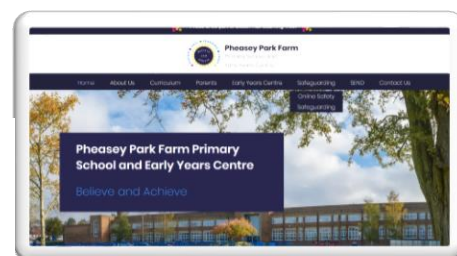 Pheasey Park Farm
Home About Us Curriculum Parents Early Years Centre Safeguarding SEND Contact Us
Online Safety
Safeguarding
Pheasey Park Farm Primary
School and Early Years Centre
Believe and Achieve